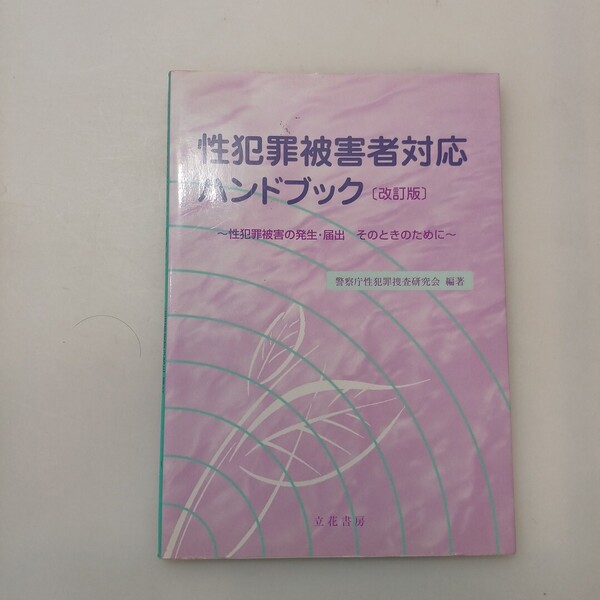 性犯罪被害者対応
ハンドブック〔改訂版〕
～性犯罪被害の発生・届出　そのときのために～
警察庁性犯罪捜査研究会 編著
立花書房